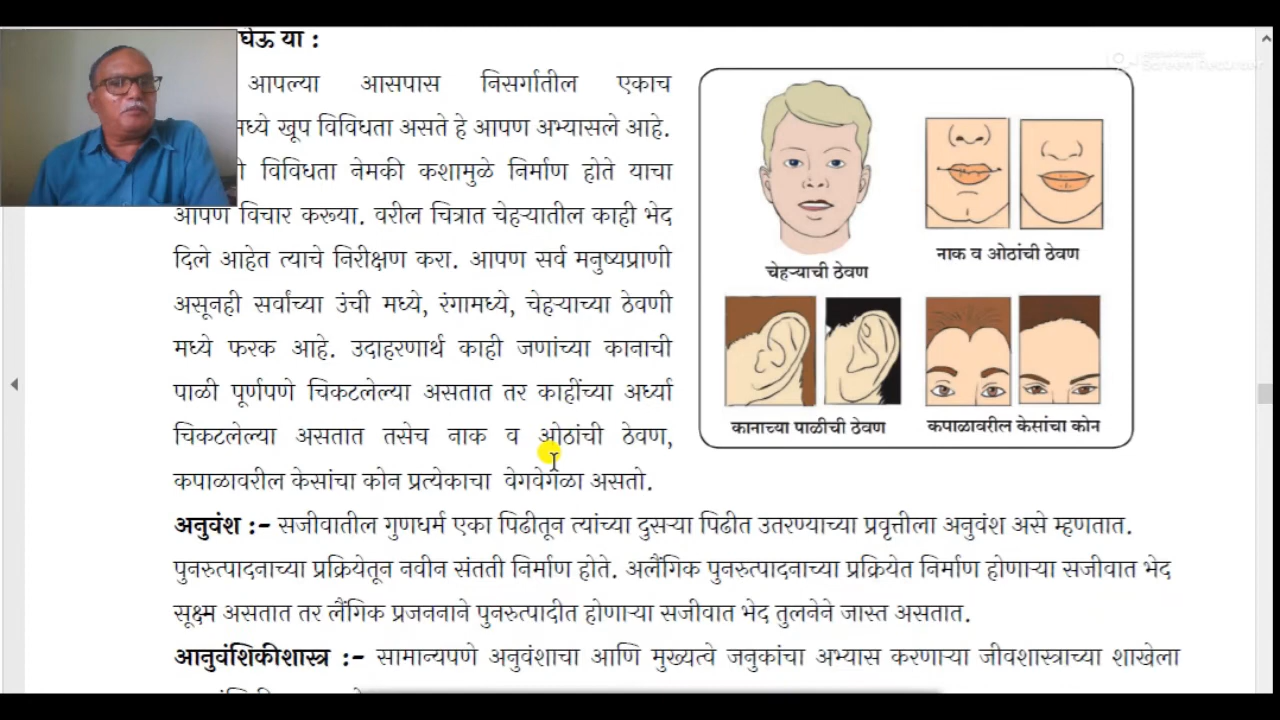 घेऊ या :
आपल्या आसपास निसर्गातील एकाच
मध्ये खूप विविधता असते हे आपण अभ्यासले आहे.
विविधता नेमकी कशामुळे निर्माण होते याचा
आपण विचार करूया. वरील चित्रात चेहऱ्यातील काही भेद
दिले आहेत त्याचे निरीक्षण करा. आपण सर्व मनुष्यप्राणी
असूनही सर्वांच्या उंची मध्ये, रंगामध्ये, चेहऱ्याच्या ठेवणी
मध्ये फरक आहे. उदाहरणार्थ काही जणांच्या कानाची
पाळी पूर्णपणे चिकटलेल्या असतात तर काहींच्या अर्ध्या
चिकटलेल्या असतात तसेच नाक व ओठांची ठेवण,
कपाळावरील केसांचा कोन प्रत्येकाचा वेगवेगळा असतो.
चेहऱ्याची ठेवण
नाक व ओठांची ठेवण
कानाच्या पाळीची ठेवण
कपाळावरील केसांचा कोन
अनुवंश :- सजीवातील गुणधर्म एका पिढीतून त्यांच्या दुसऱ्या पिढीत उतरण्याच्या प्रवृत्तीला अनुवंश असे म्हणतात.
पुनरुत्पादनाच्या प्रक्रियेतून नवीन संतती निर्माण होते. अलैंगिक पुनरुत्पादनाच्या प्रक्रियेत निर्माण होणाऱ्या सजीवात भेद
सूक्ष्म असतात तर लैंगिक प्रजननाने पुनरुत्पादीत होणाऱ्या सजीवात भेद तुलनेने जास्त असतात.
आनुवंशिकीशास्त्र :- सामान्यपणे अनुवंशाचा आणि मुख्यत्वे जनुकांचा अभ्यास करणाऱ्या जीवशास्त्राच्या शाखेला
Screen Recorder